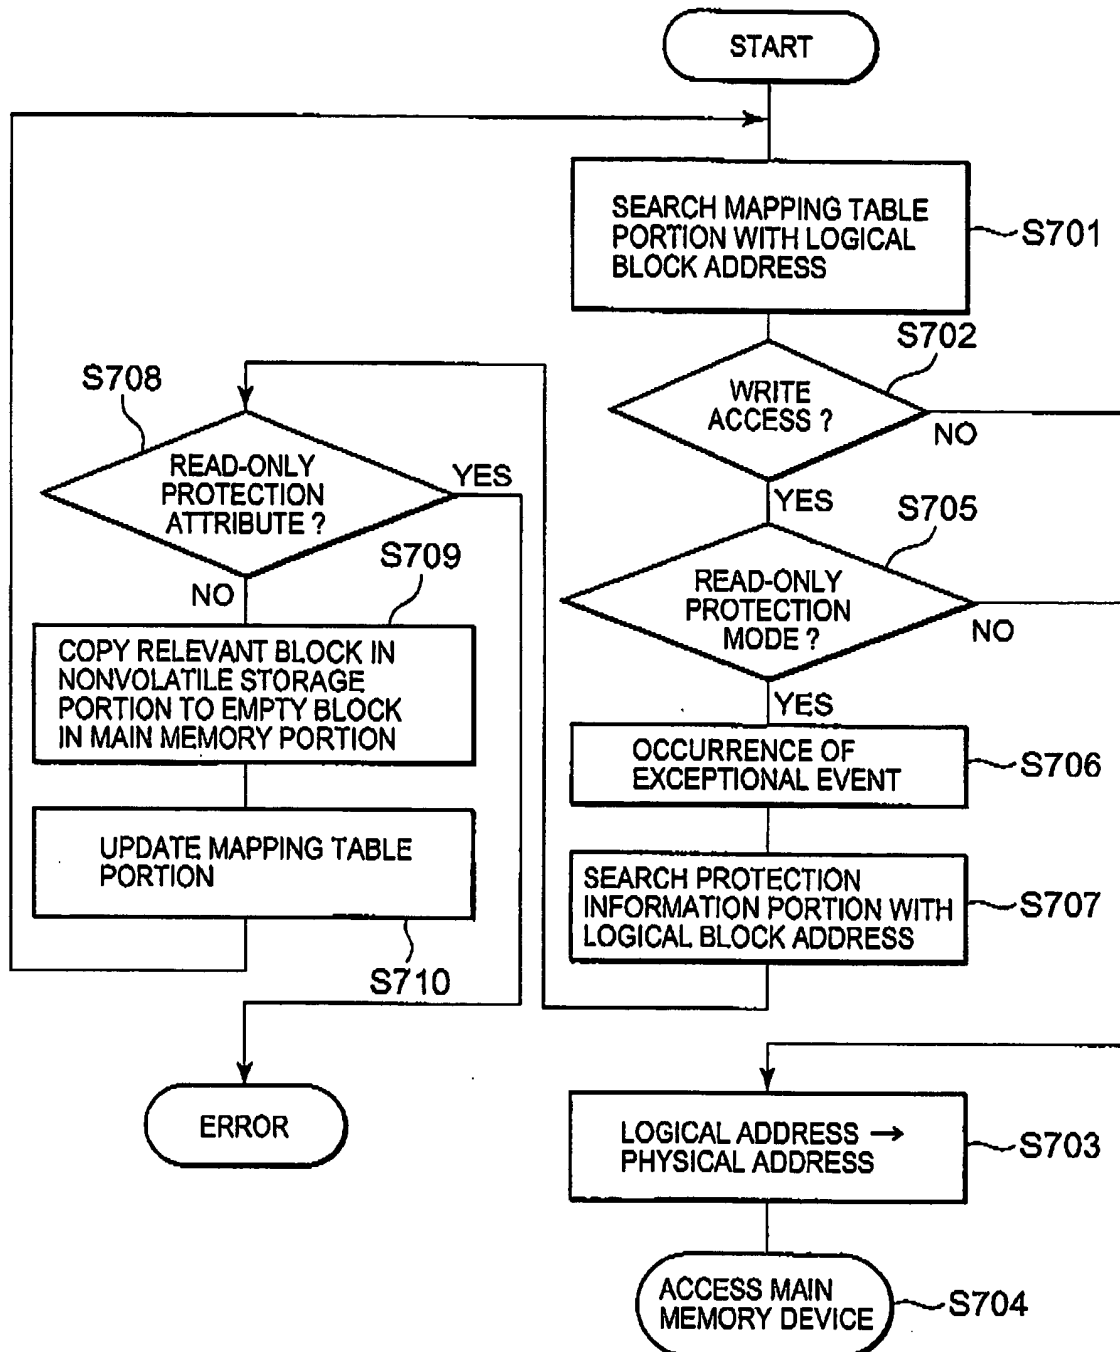 START
SEARCH MAPPING TABLE
PORTION WITH LOGICAL
BLOCK ADDRESS
S701
S702
WRITE
ACCESS ?
NO
YES
S705
READ-ONLY
PROTECTION
MODE ?
NO
YES
OCCURRENCE OF
EXCEPTIONAL EVENT
S706
SEARCH PROTECTION
INFORMATION PORTION WITH
LOGICAL BLOCK ADDRESS
S707
S708
READ-ONLY
PROTECTION
ATTRIBUTE ?
YES
NO
S709
COPY RELEVANT BLOCK IN
NONVOLATILE STORAGE
PORTION TO EMPTY BLOCK
IN MAIN MEMORY PORTION
UPDATE MAPPING TABLE
PORTION
S710
ERROR
LOGICAL ADDRESS →
PHYSICAL ADDRESS
S703
ACCESS MAIN
MEMORY DEVICE
S704